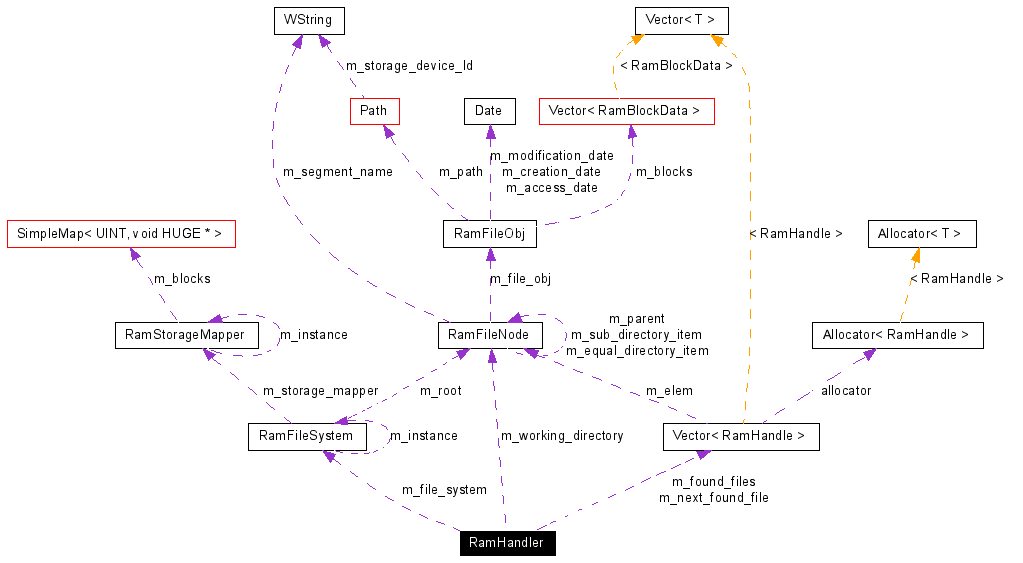 WString
Vector< T >
m_storage_device_Id
< RamBlockData >
Path
Date
Vector< RamBlockData >
m_segment_name
m_path
m_modification_date
m_creation_date
m_access_date
m_blocks
SimpleMap< UINT, void HUGE * >
RamFileObj
< RamHandle >
Allocator< T >
m_blocks
m_file_obj
< RamHandle >
RamStorageMapper
m_instance
RamFileNode
m_parent
m_sub_directory_item
m_equal_directory_item
Allocator< RamHandle >
m_storage_mapper
m_root
m_elem
allocator
RamFileSystem
m_instance
m_working_directory
Vector< RamHandle >
m_file_system
m_found_files
m_next_found_file
RamHandler